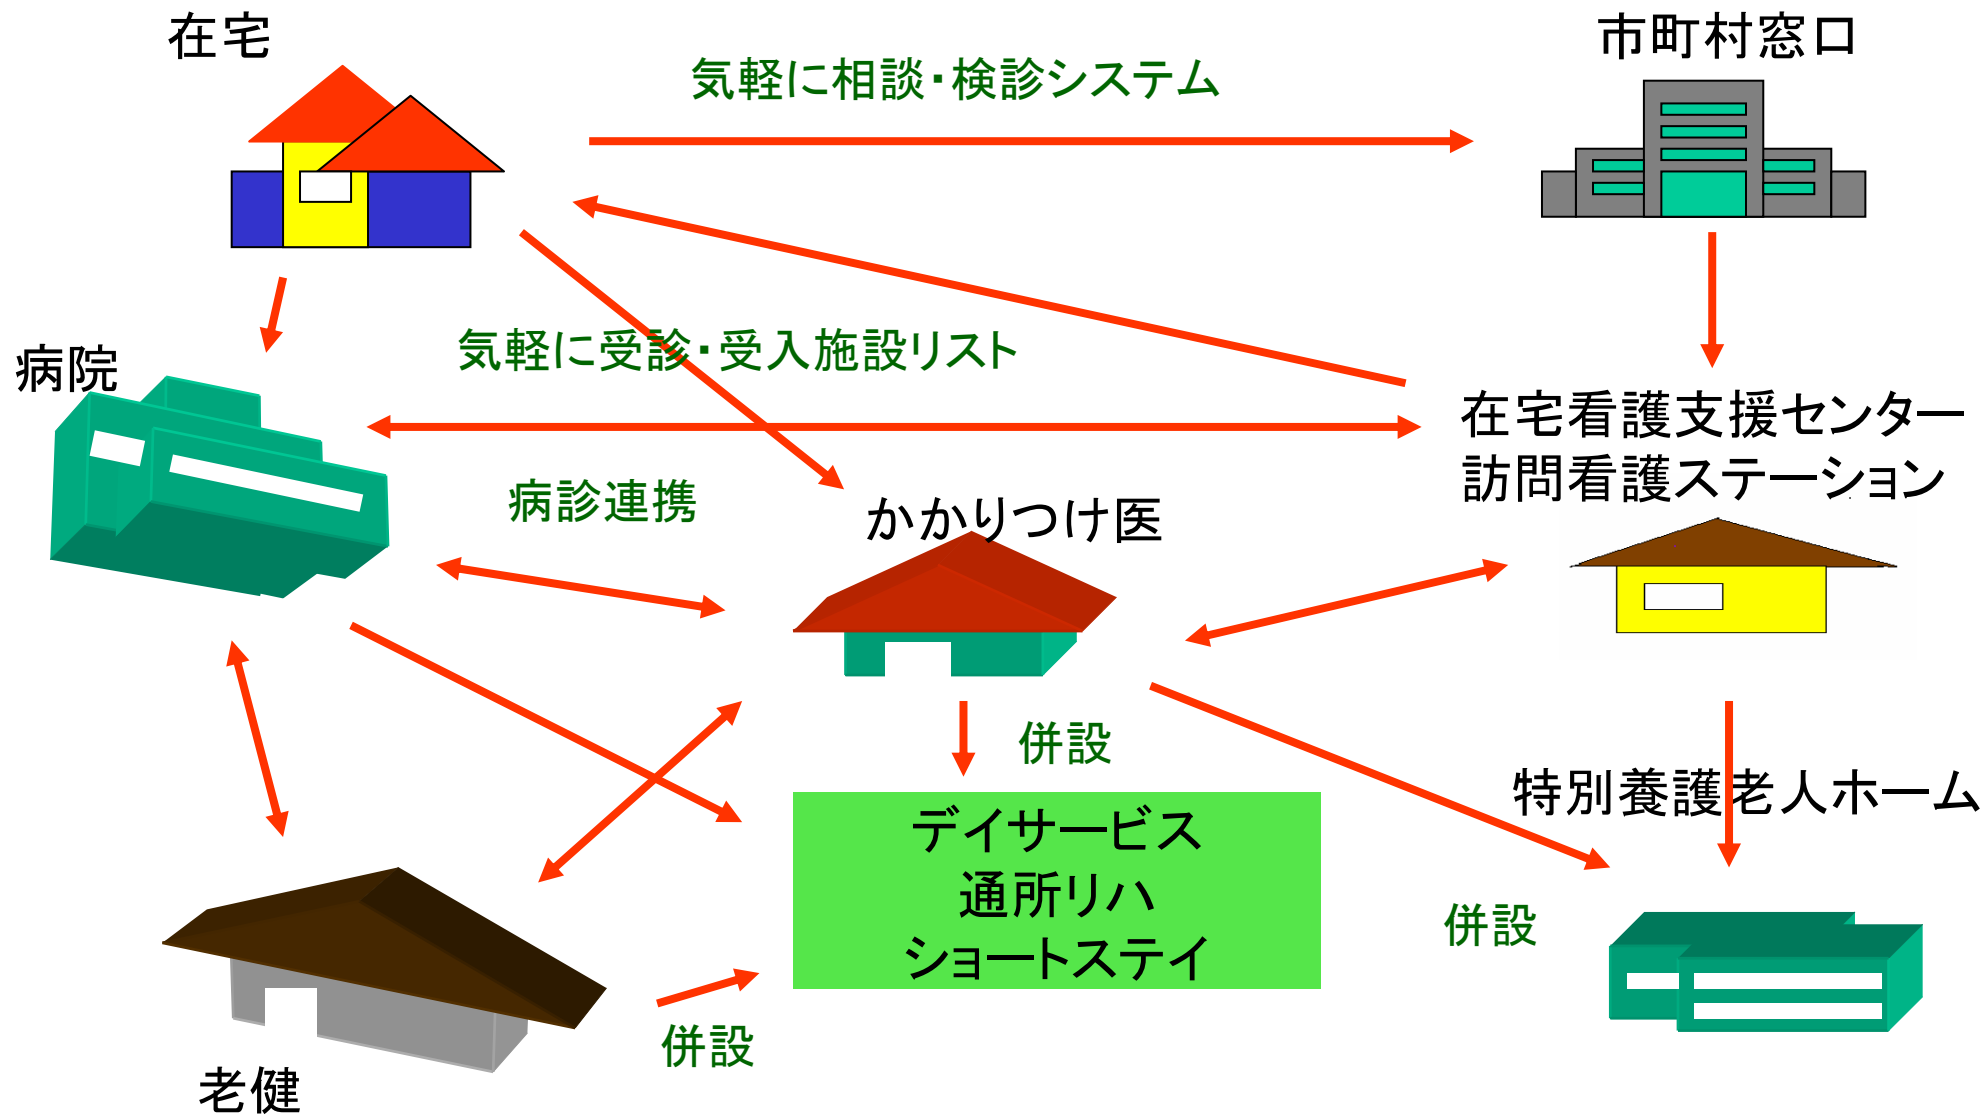 在宅
市町村窓口
気軽に相談・検診システム
気軽に受診・受入施設リスト
病院
在宅看護支援センター
訪問看護ステーション
病診連携
かかりつけ医
併設
特別養護老人ホーム
デイサービス
通所リハ
ショートステイ
併設
併設
老健